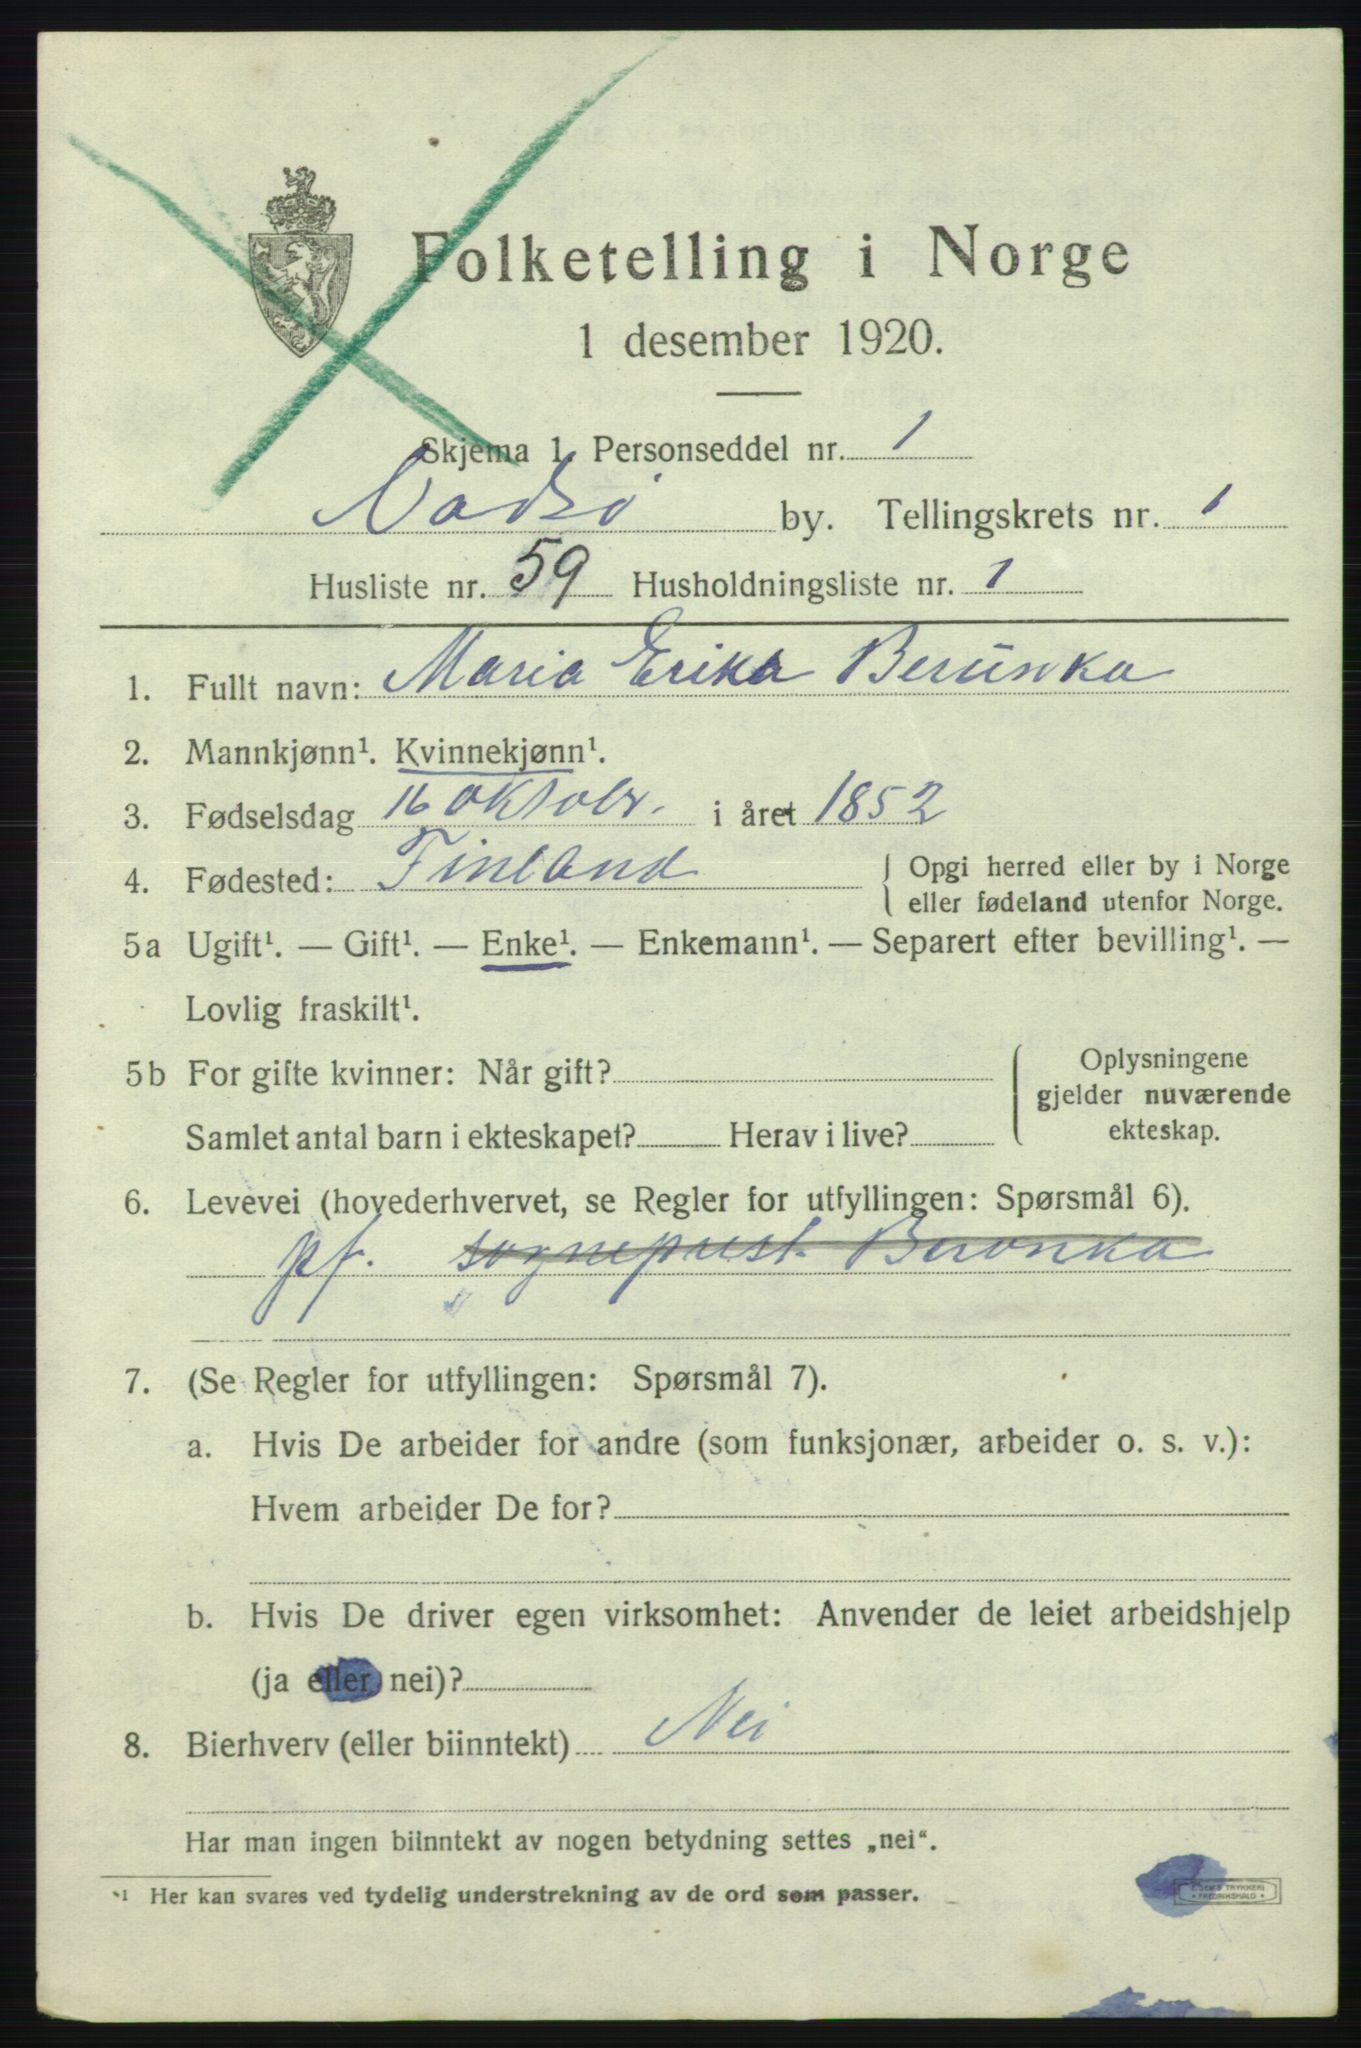 Folketelling i Norge
1 desember 1920.
Skjema 1. Personseddel nr. 1
Vadsø by. Tellingskrets nr. 1
Husliste nr. 59 Husholdningsliste nr. 1
1. Fullt navn: Maria Erika Berunka
2. Mannkjønn¹. Kvinnekjønn¹.
3. Fødselsdag 16 oktobr. i året 1852
4. Fødested: Finland { Opgi herred eller by i Norge
eller fødeland utenfor Norge.
5a Ugift¹. — Gift¹. — Enke¹. — Enkemann¹. — Separert efter bevilling¹. —
Lovlig fraskilt¹.
5b For gifte kvinner: Når gift? { Oplysningene
gjelder nuværende
Samlet antal barn i ekteskapet? Herav i live? ekteskap.
6. Levevei (hovederhvervet, se Regler for utfyllingen: Spørsmål 6).
pf. sogneprest. Beronka
7. (Se Regler for utfyllingen: Spørsmål 7).
a. Hvis De arbeider for andre (som funksjonær, arbeider o. s. v.):
Hvem arbeider De for?
b. Hvis De driver egen virksomhet: Anvender de leiet arbeidshjelp
(ja eller nei)?
8. Bierhverv (eller biinntekt) Nei
Har man ingen biinntekt av nogen betydning settes „nei“.
¹ Her kan svares ved tydelig understrekning av de ord som passer.
TRYKKERI
• FREDRIKSHALD •